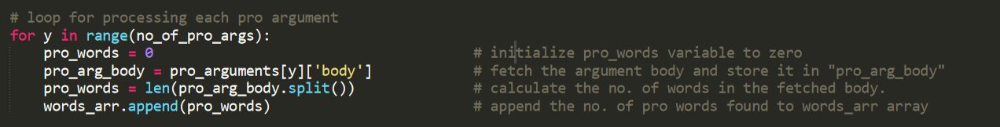 # loop for processing each pro argument
for y in range(no_of_pro_args):
    pro_words = 0                                # initialize pro_words variable to zero
    pro_arg_body = pro_arguments[y]['body']      # fetch the argument body and store it in "pro_arg_body"
    pro_words = len(pro_arg_body.split())        # calculate the no. of words in the fetched body.
    words_arr.append(pro_words)                  # append the no. of pro words found to words_arr array